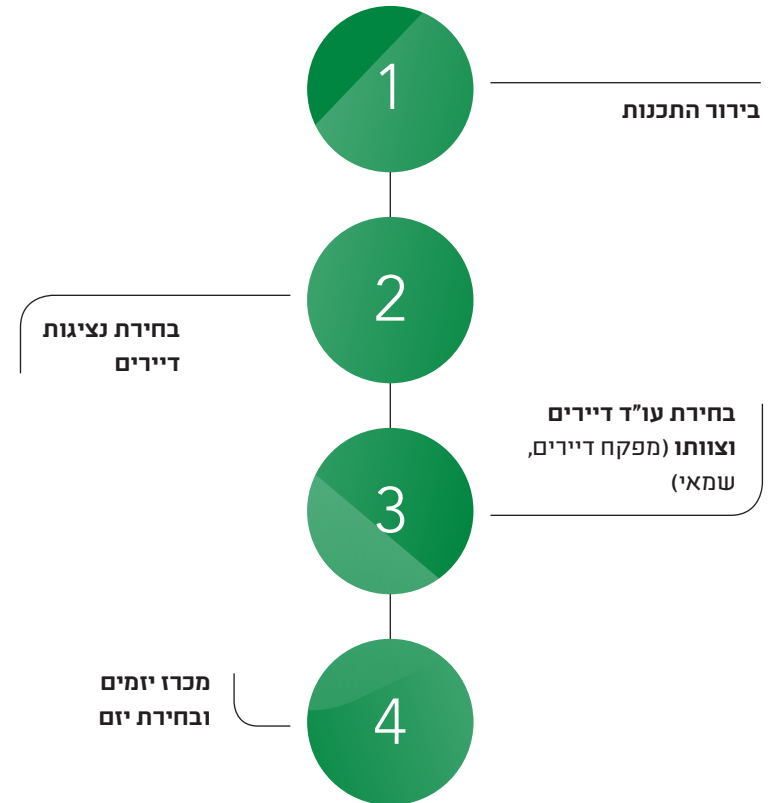 1
בירור התכנות
2
בחירת נציגות
דיירים
3
בחירת עו״ד דיירים
וצוותו (מפקח דיירים,
שמאי)
4
מכרז יזמים
ובחירת יזם